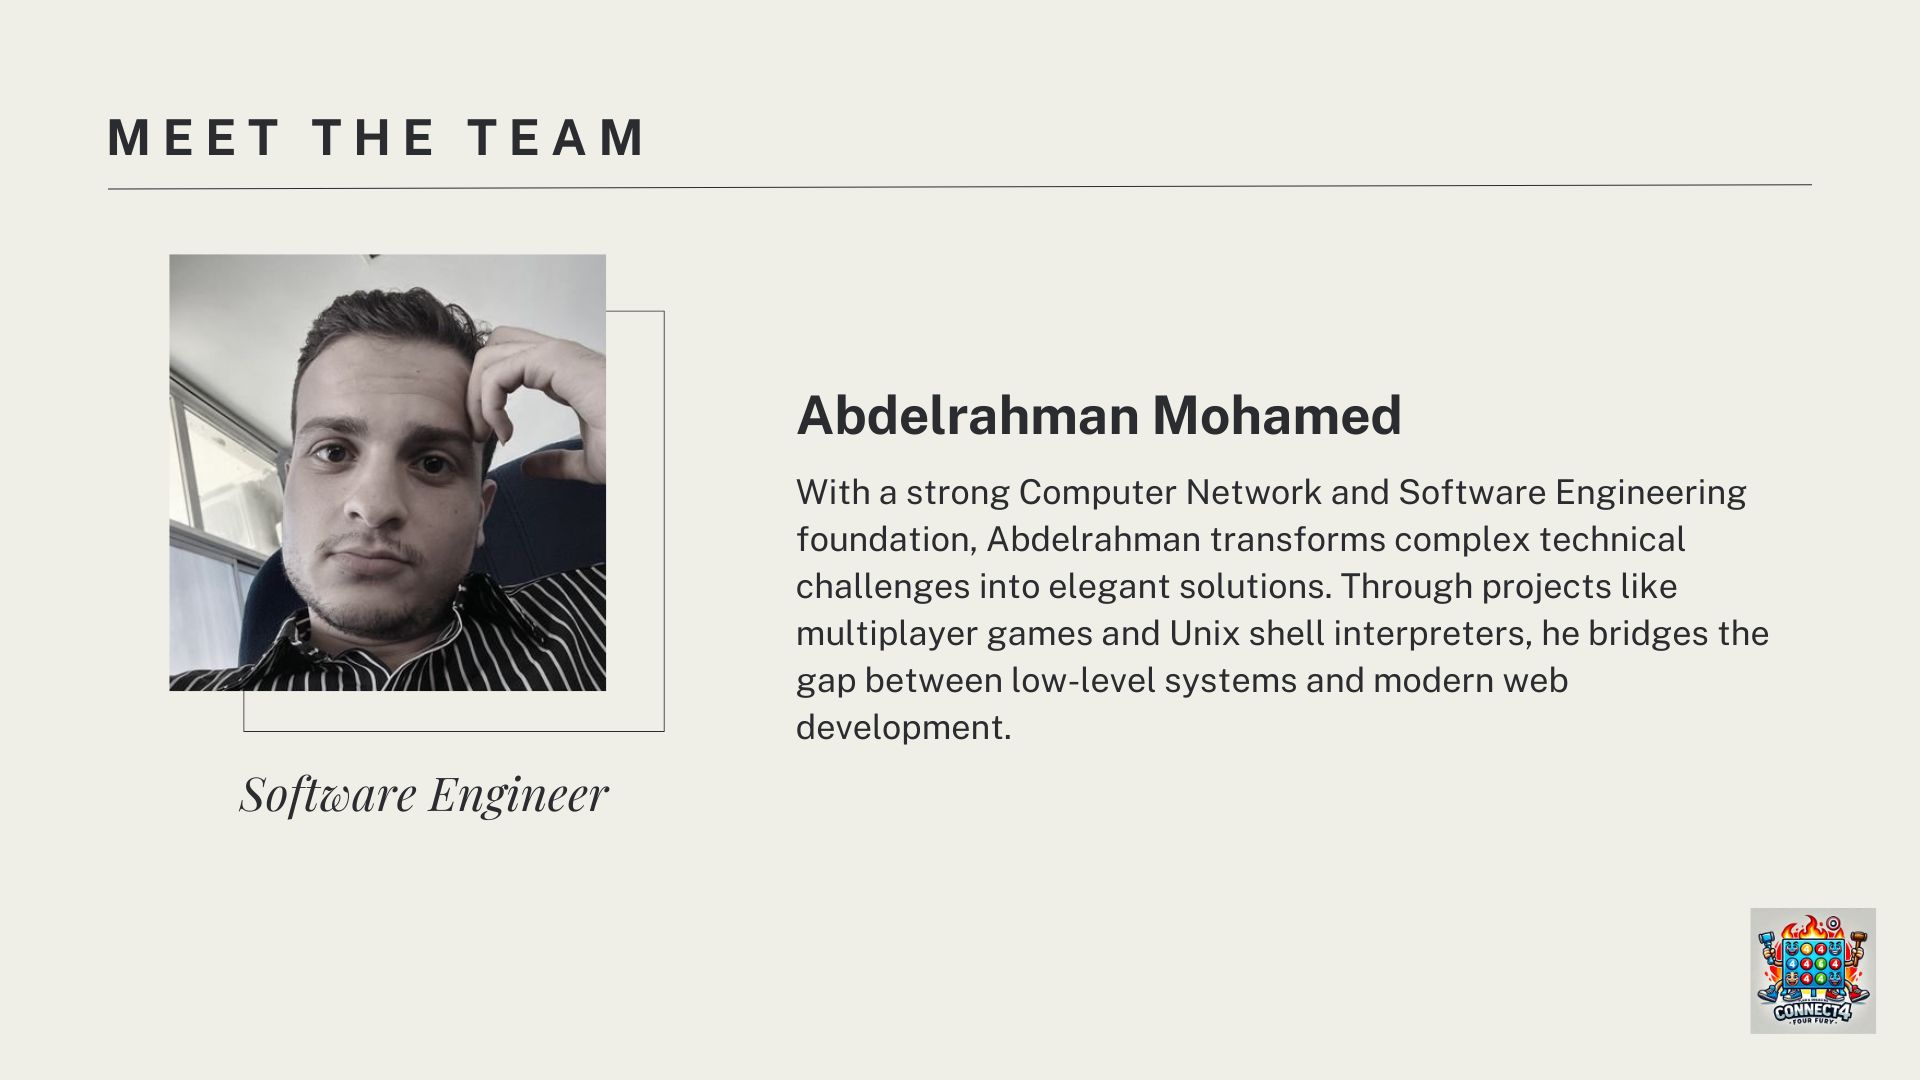 MEET THE TEAM
Abdelrahman Mohamed
With a strong Computer Network and Software Engineering
foundation, Abdelrahman transforms complex technical
challenges into elegant solutions. Through projects like
multiplayer games and Unix shell interpreters, he bridges the
gap between low-level systems and modern web
development.
Software Engineer
CONNECT4
·FOUR FURY·